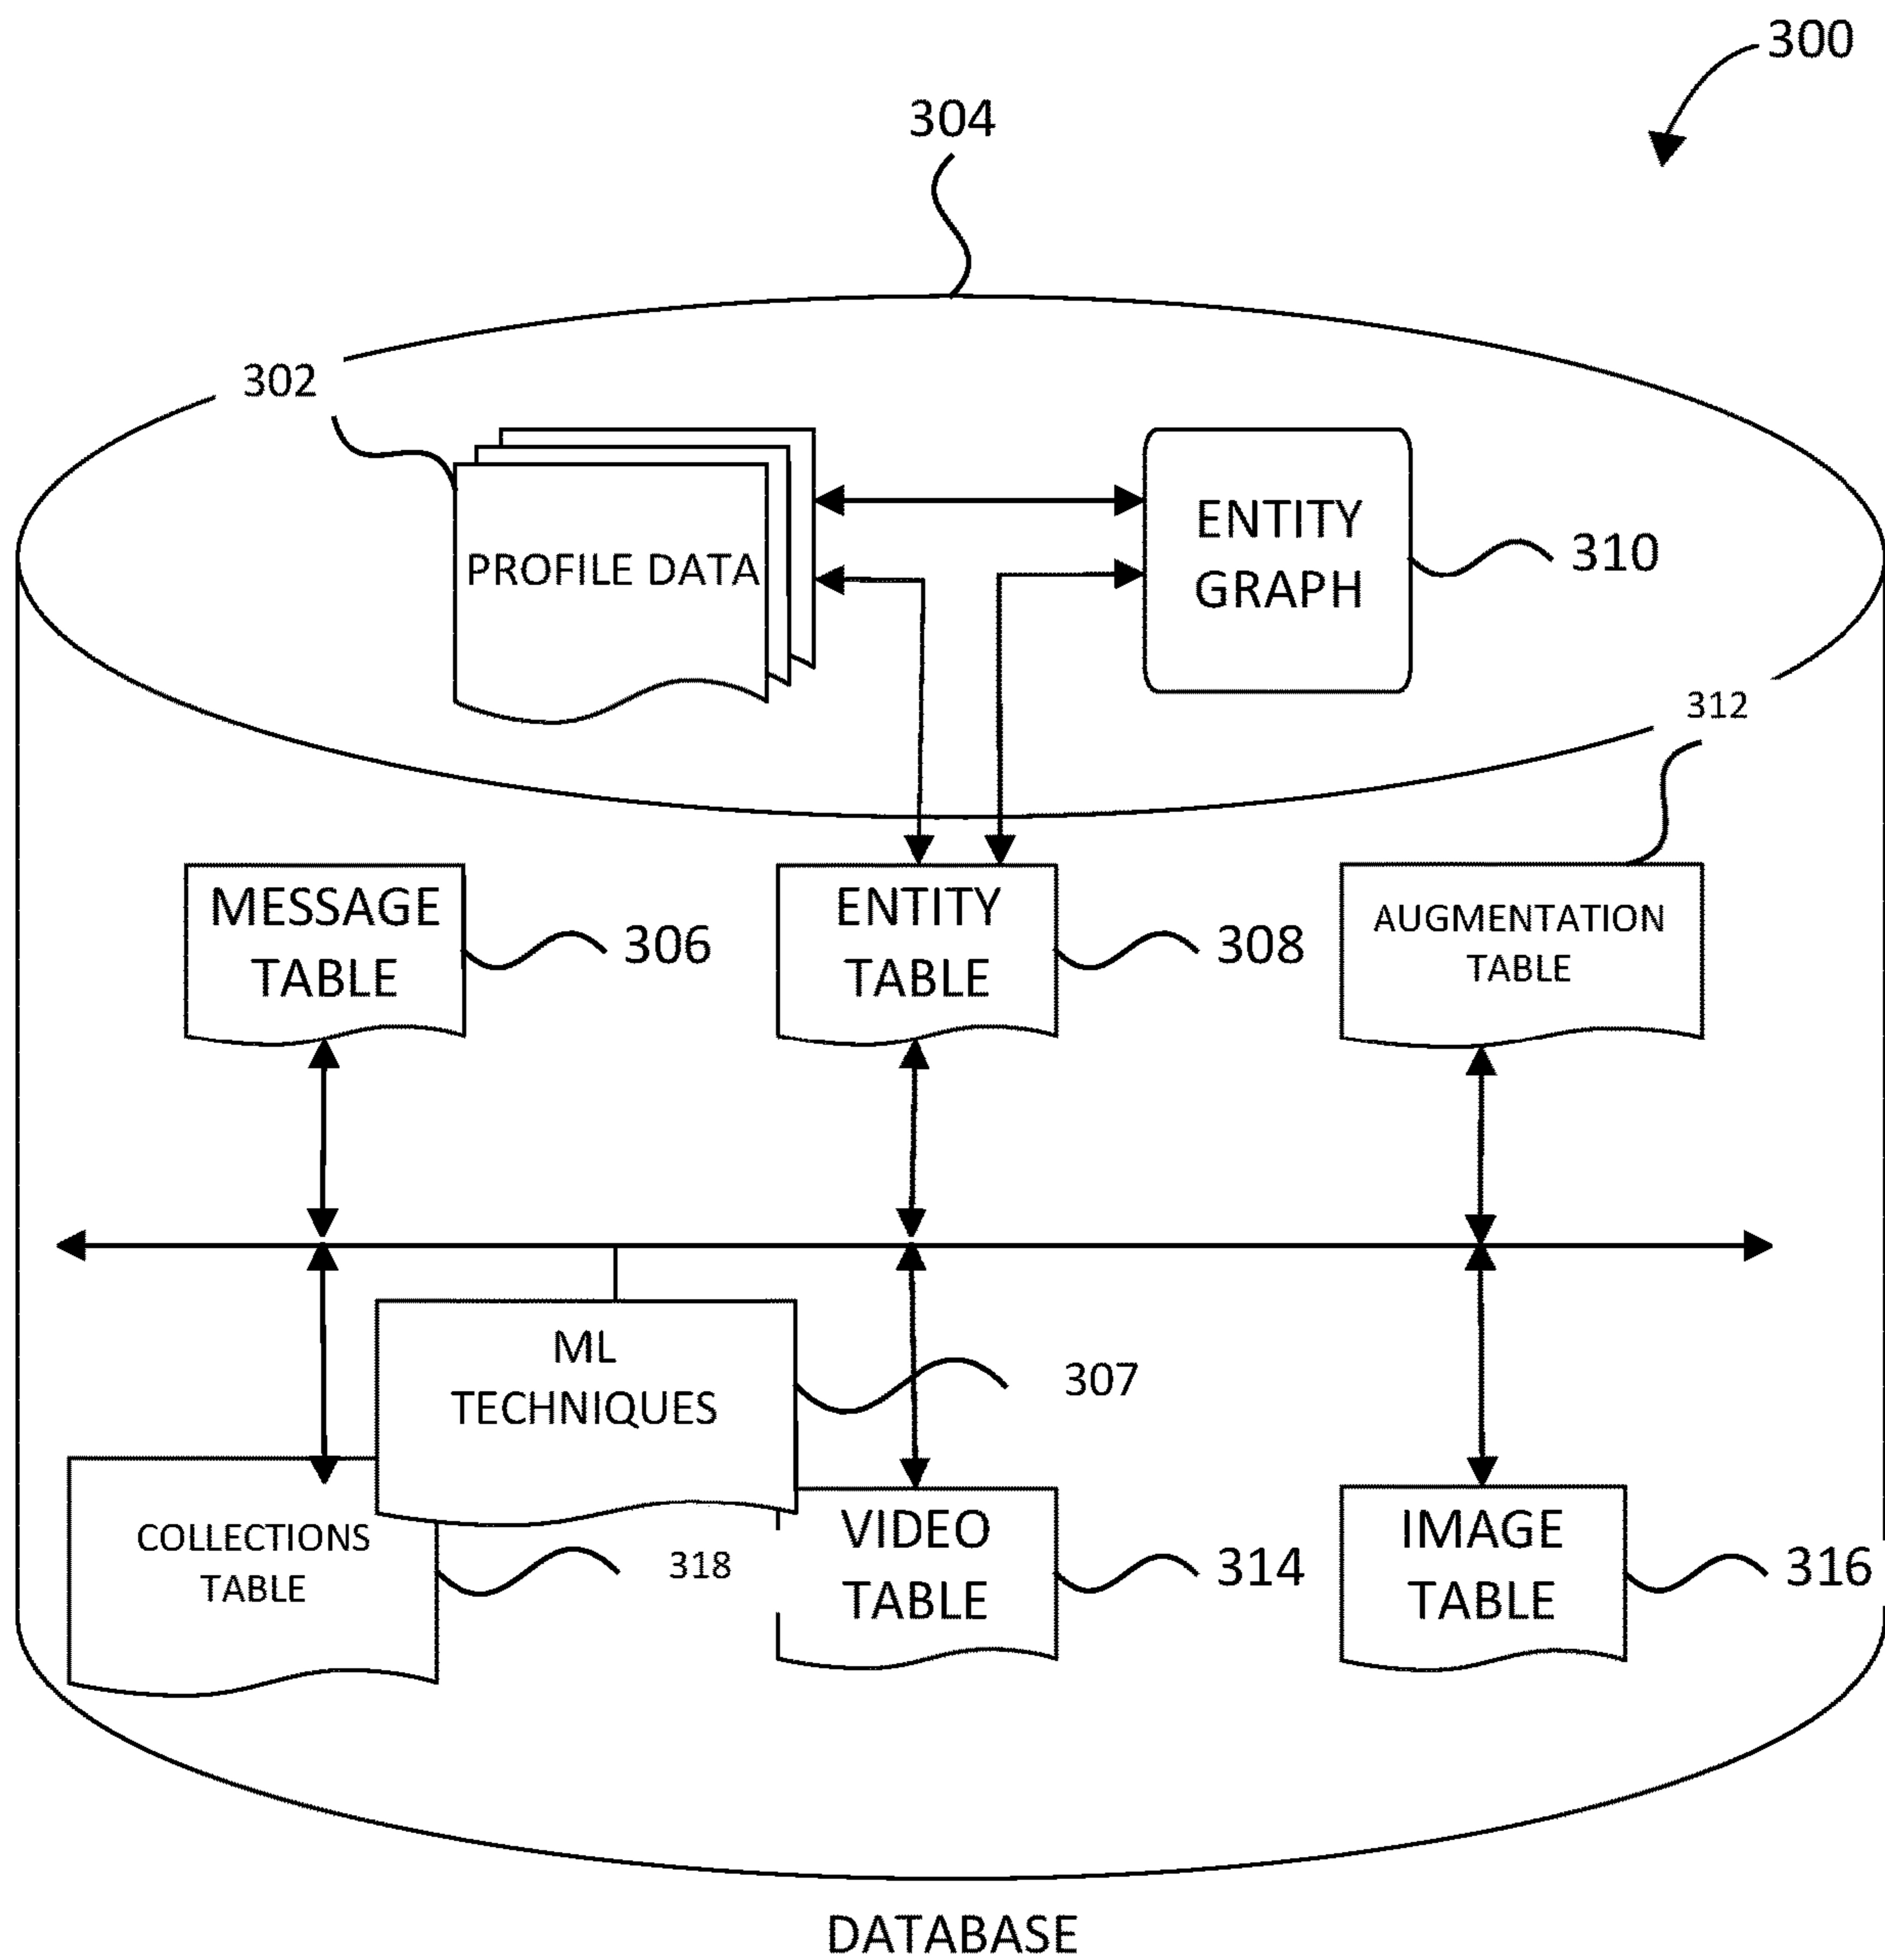 300
304
302
PROFILE DATA
ENTITY
GRAPH
310
312
MESSAGE
TABLE
306
ENTITY
TABLE
308
AUGMENTATION
TABLE
ML
TECHNIQUES
307
COLLECTIONS
TABLE
318
VIDEO
TABLE
314
IMAGE
TABLE
316
DATABASE